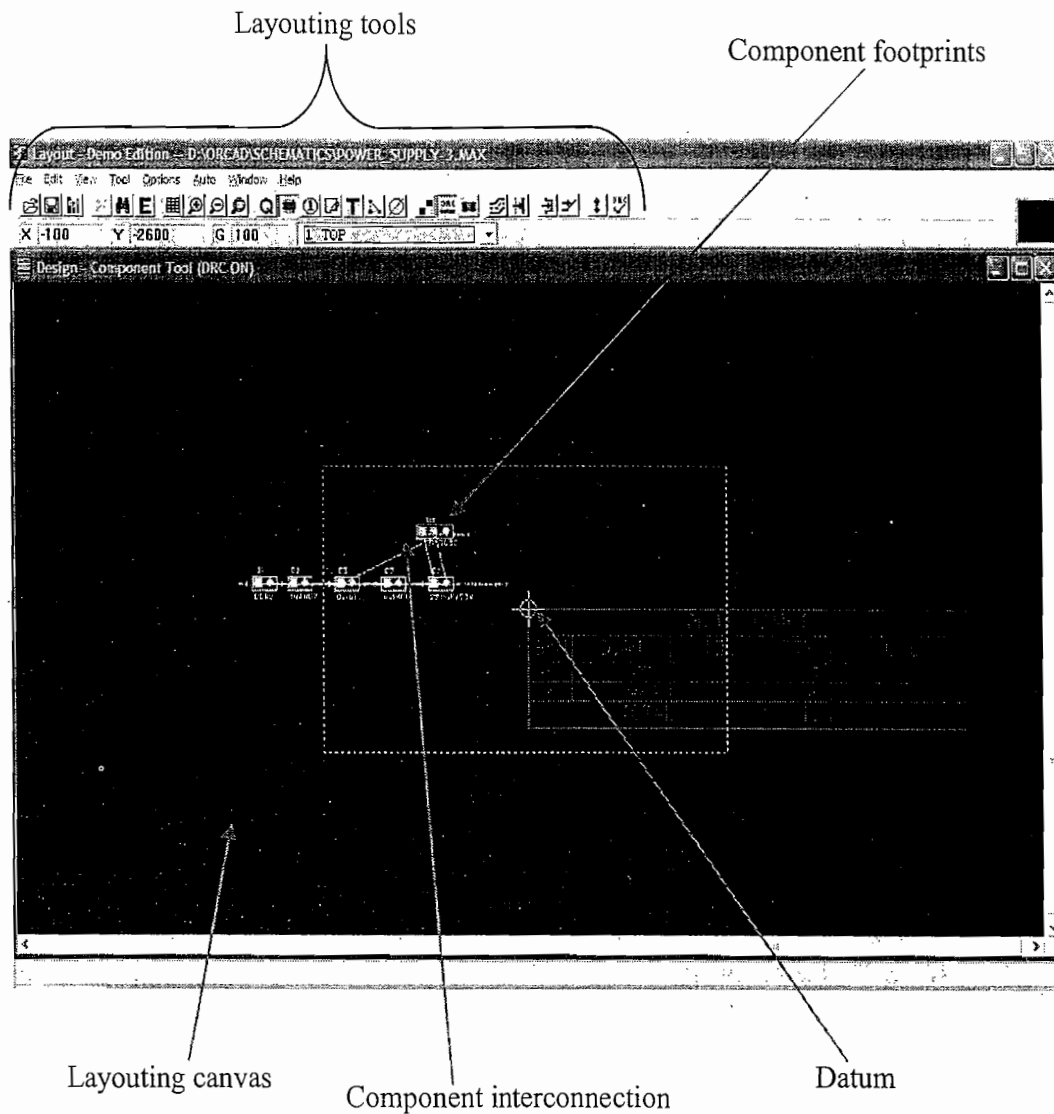 Layouting tools
Component footprints
Layout - Demo Edition -- D:\ORCAD\SCHEMATICS\POWER_SUPPLY-3.MAX
File Edit View Tool Options Auto Window Help
X -100 Y -2600 G 100 1 TOP
Design - Component Tool (DRC ON)
Layouting canvas
Component interconnection
Datum